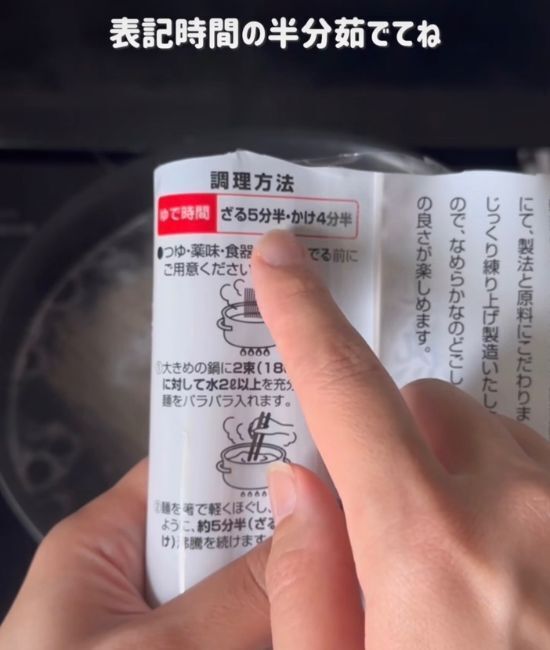 表記時間の半分茹でてね
調理方法
ゆで時間 ざる5分半・かけ4分半
●つゆ・薬味・食器 でる前に
ご用意ください
①大きめの鍋に2束(18
に対して水2ℓ以上を充分
麺をバラバラ入れます。
②麺を箸で軽くほぐし、
ように、約5分半(ざる
け)沸騰を続けます
にて、製法と原料にこだわりま
じっくり練り上げ製造いたし
ので、なめらかなのどごし
の良さが楽しめます。